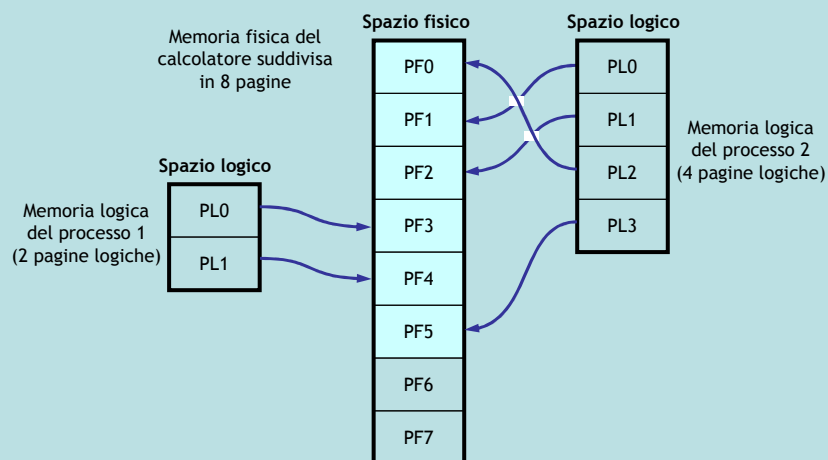 Memoria fisica del
calcolatore suddivisa
in 8 pagine
Spazio fisico
PF0
PF1
PF2
PF3
PF4
PF5
PF6
PF7
Spazio logico
PL0
PL1
PL2
PL3
Memoria logica
del processo 2
(4 pagine logiche)
Spazio logico
PL0
PL1
Memoria logica
del processo 1
(2 pagine logiche)